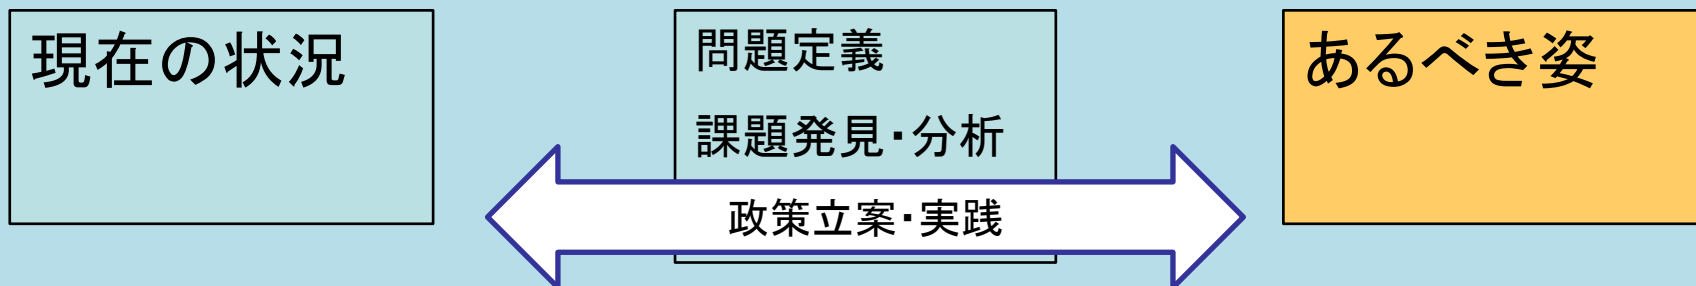 現在の状況
問題定義
課題発見・分析
政策立案・実践
あるべき姿